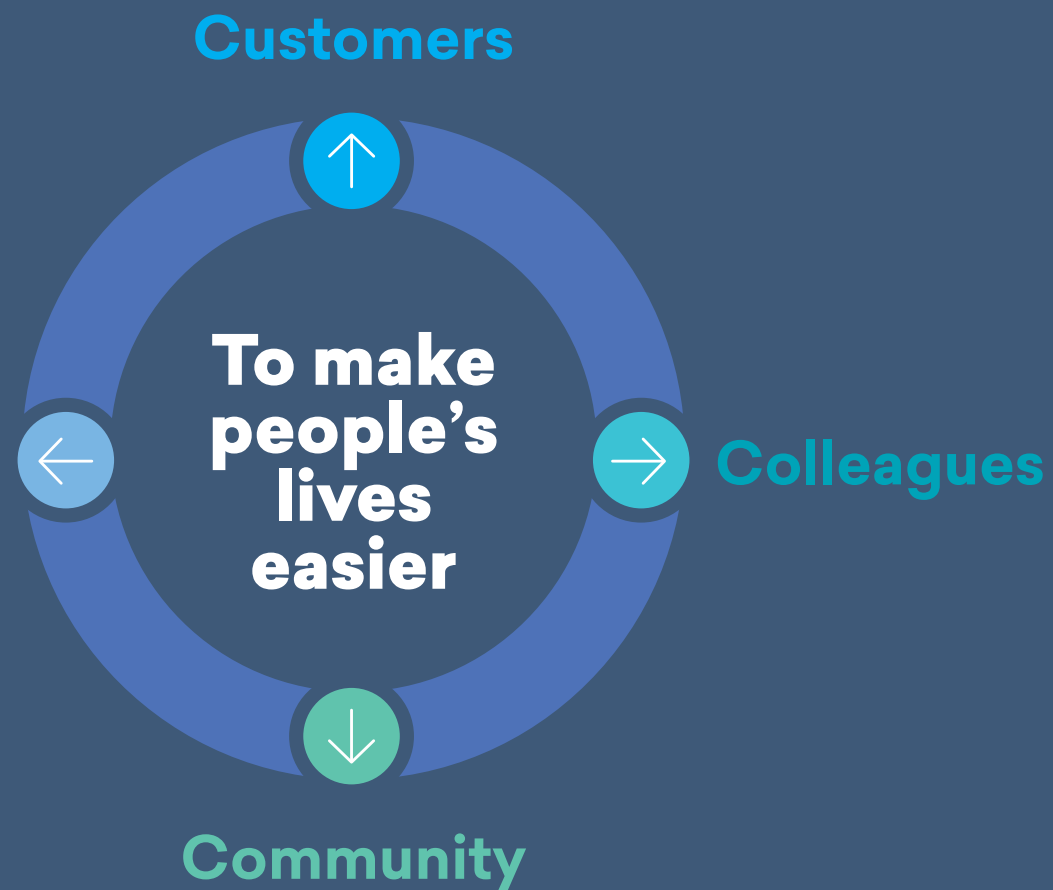 Customers
To make
people’s
lives
easier
Colleagues
Community